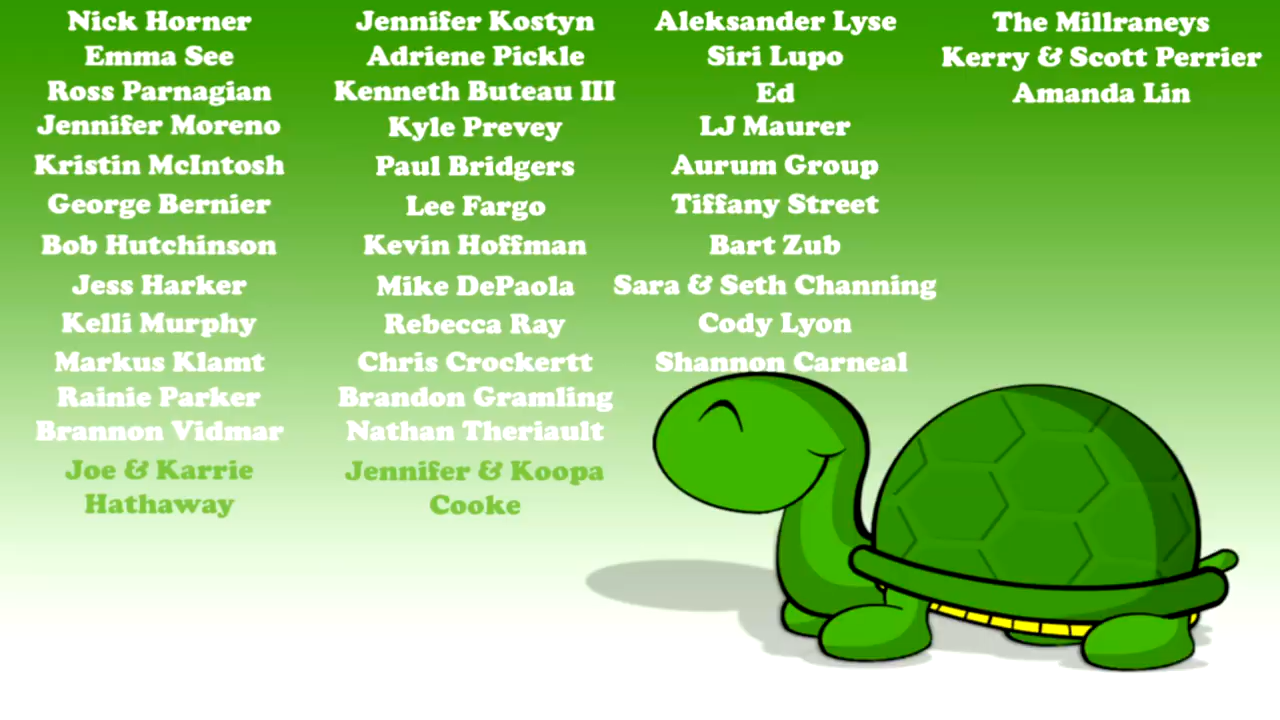 Nick Horner
Emma See
Ross Parnagian
Jennifer Moreno
Kristin McIntosh
George Bernier
Bob Hutchinson
Jess Harker
Kelli Murphy
Markus Klamt
Rainie Parker
Brannon Vidmar
Joe & Karrie
Hathaway
Jennifer Kostyn
Adriene Pickle
Kenneth Buteau III
Kyle Prevey
Paul Bridgers
Lee Fargo
Kevin Hoffman
Mike DePaola
Rebecca Ray
Chris Crockertt
Brandon Gramling
Nathan Theriault
Jennifer & Koopa
Cooke
Aleksander Lyse
Siri Lupo
Ed
LJ Maurer
Aurum Group
Tiffany Street
Bart Zub
Sara & Seth Channing
Cody Lyon
Shannon Carneal
The Millraneys
Kerry & Scott Perrier
Amanda Lin